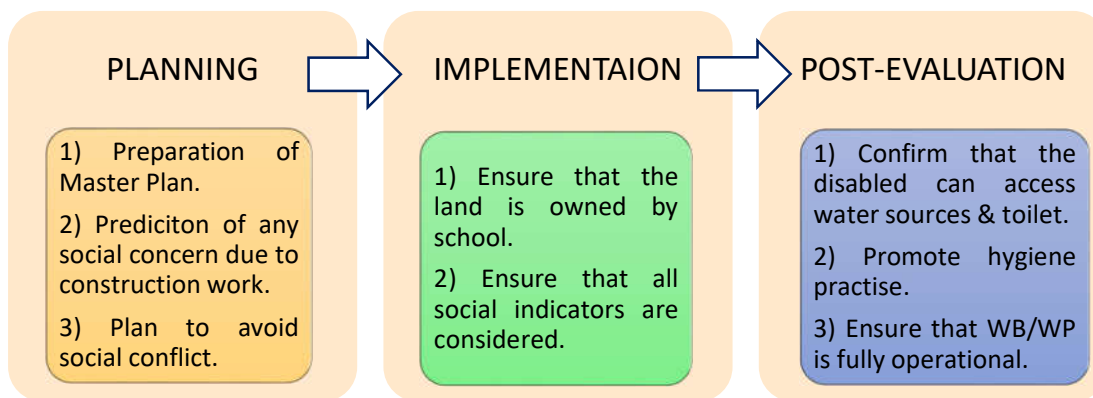 PLANNING
1) Preparation of
Master Plan.
2) Prediciton of any
social concern due to
construction work.
3) Plan to avoid
social conflict.
IMPLEMENTAION
1) Ensure that the
land is owned by
school.
2) Ensure that all
social indicators are
considered.
POST-EVALUATION
1) Confirm that the
disabled can access
water sources & toilet.
2) Promote hygiene
practise.
3) Ensure that WB/WP
is fully operational.